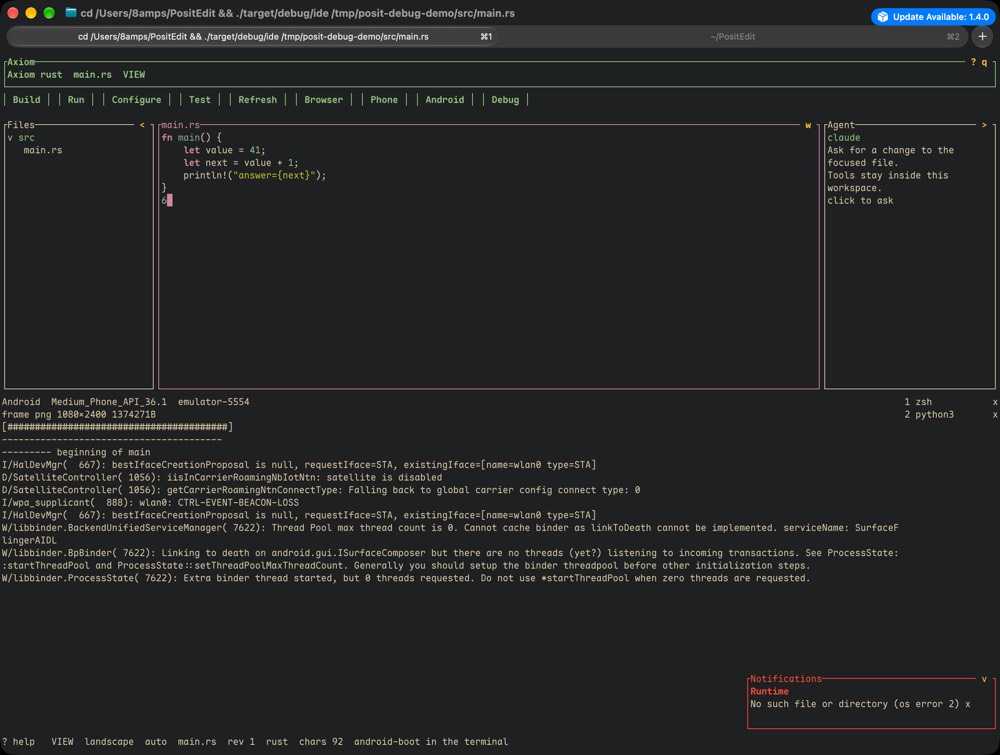 cd /Users/8amps/PositEdit && ./target/debug/ide /tmp/posit-debug-demo/src/main.rs
Update Available: 1.4.0
cd /Users/8amps/PositEdit && ./target/debug/ide /tmp/posit-debug-demo/src/main.rs ⌘1 ~/PositEdit ⌘2 +
Axiom ? q
Axiom rust main.rs VIEW
| Build | | Run | | Configure | | Test | | Refresh | | Browser | | Phone | | Android | | Debug |
Files <
v src
main.rs
main.rs w
fn main() {
    let value = 41;
    let next = value + 1;
    println!("answer={next}");
}
6
Agent >
claude
Ask for a change to the
focused file.
Tools stay inside this
workspace.
click to ask
Android Medium_Phone_API_36.1 emulator-5554
frame png 1080×2400 1374271B
1 zsh x
2 python3 x
[########################################]
----------------------------------------
--------- beginning of main
I/HalDevMgr(  667): bestIfaceCreationProposal is null, requestIface=STA, existingIface=[name=wlan0 type=STA]
D/SatelliteController( 1056): iisInCarrierRoamingNbIotNtn: satellite is disabled
D/SatelliteController( 1056): getCarrierRoamingNtnConnectType: Falling back to global carrier config connect type: 0
I/wpa_supplicant(  888): wlan0: CTRL-EVENT-BEACON-LOSS
I/HalDevMgr(  667): bestIfaceCreationProposal is null, requestIface=STA, existingIface=[name=wlan0 type=STA]
W/libbinder.BackendUnifiedServiceManager( 7622): Thread Pool max thread count is 0. Cannot cache binder as linkToDeath cannot be implemented. serviceName: SurfaceF
lingerAIDL
W/libbinder.BpBinder( 7622): Linking to death on android.gui.ISurfaceComposer but there are no threads (yet?) listening to incoming transactions. See ProcessState:
:startThreadPool and ProcessState::setThreadPoolMaxThreadCount. Generally you should setup the binder threadpool before other initialization steps.
W/libbinder.ProcessState( 7622): Extra binder thread started, but 0 threads requested. Do not use *startThreadPool when zero threads are requested.
Notifications v
Runtime
No such file or directory (os error 2) x
? help VIEW landscape auto main.rs rev 1 rust chars 92 android-boot in the terminal